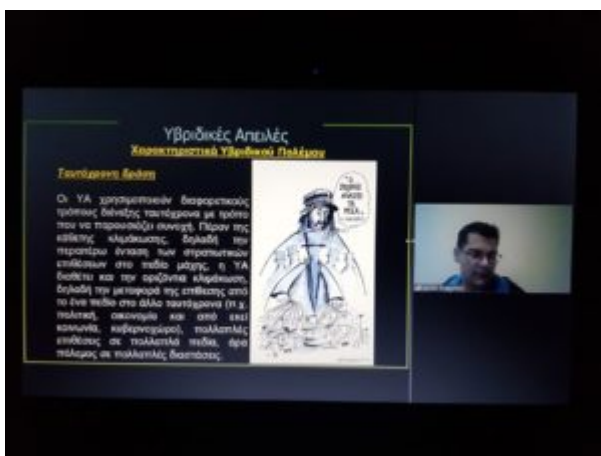 Υβριδικές Απειλές
Χαρακτηριστικά Υβριδικού Πολέμου
Ταυτόχρονη δράση
Οι ΥΑ χρησιμοποιούν διαφορετικούς
τρόπους διένεξης ταυτόχρονα με τρόπο
που να παρουσιάζει συνοχή. Πέραν της
κάθετης κλιμάκωσης, δηλαδή την
περαιτέρω ένταση των στρατιωτικών
επιθέσεων στο πεδίο μάχης, η ΥΑ
διαθέτει και την οριζόντια κλιμάκωση,
δηλαδή την μεταφορά της επίθεσης από
το ένα πεδίο στο άλλο ταυτόχρονα (π.χ.
πολιτική, οικονομία και από εκεί
κοινωνία, κυβερνοχώρο), πολλαπλές
επιθέσεις σε πολλαπλά πεδία, άρα
πόλεμος σε πολλαπλές διαστάσεις.